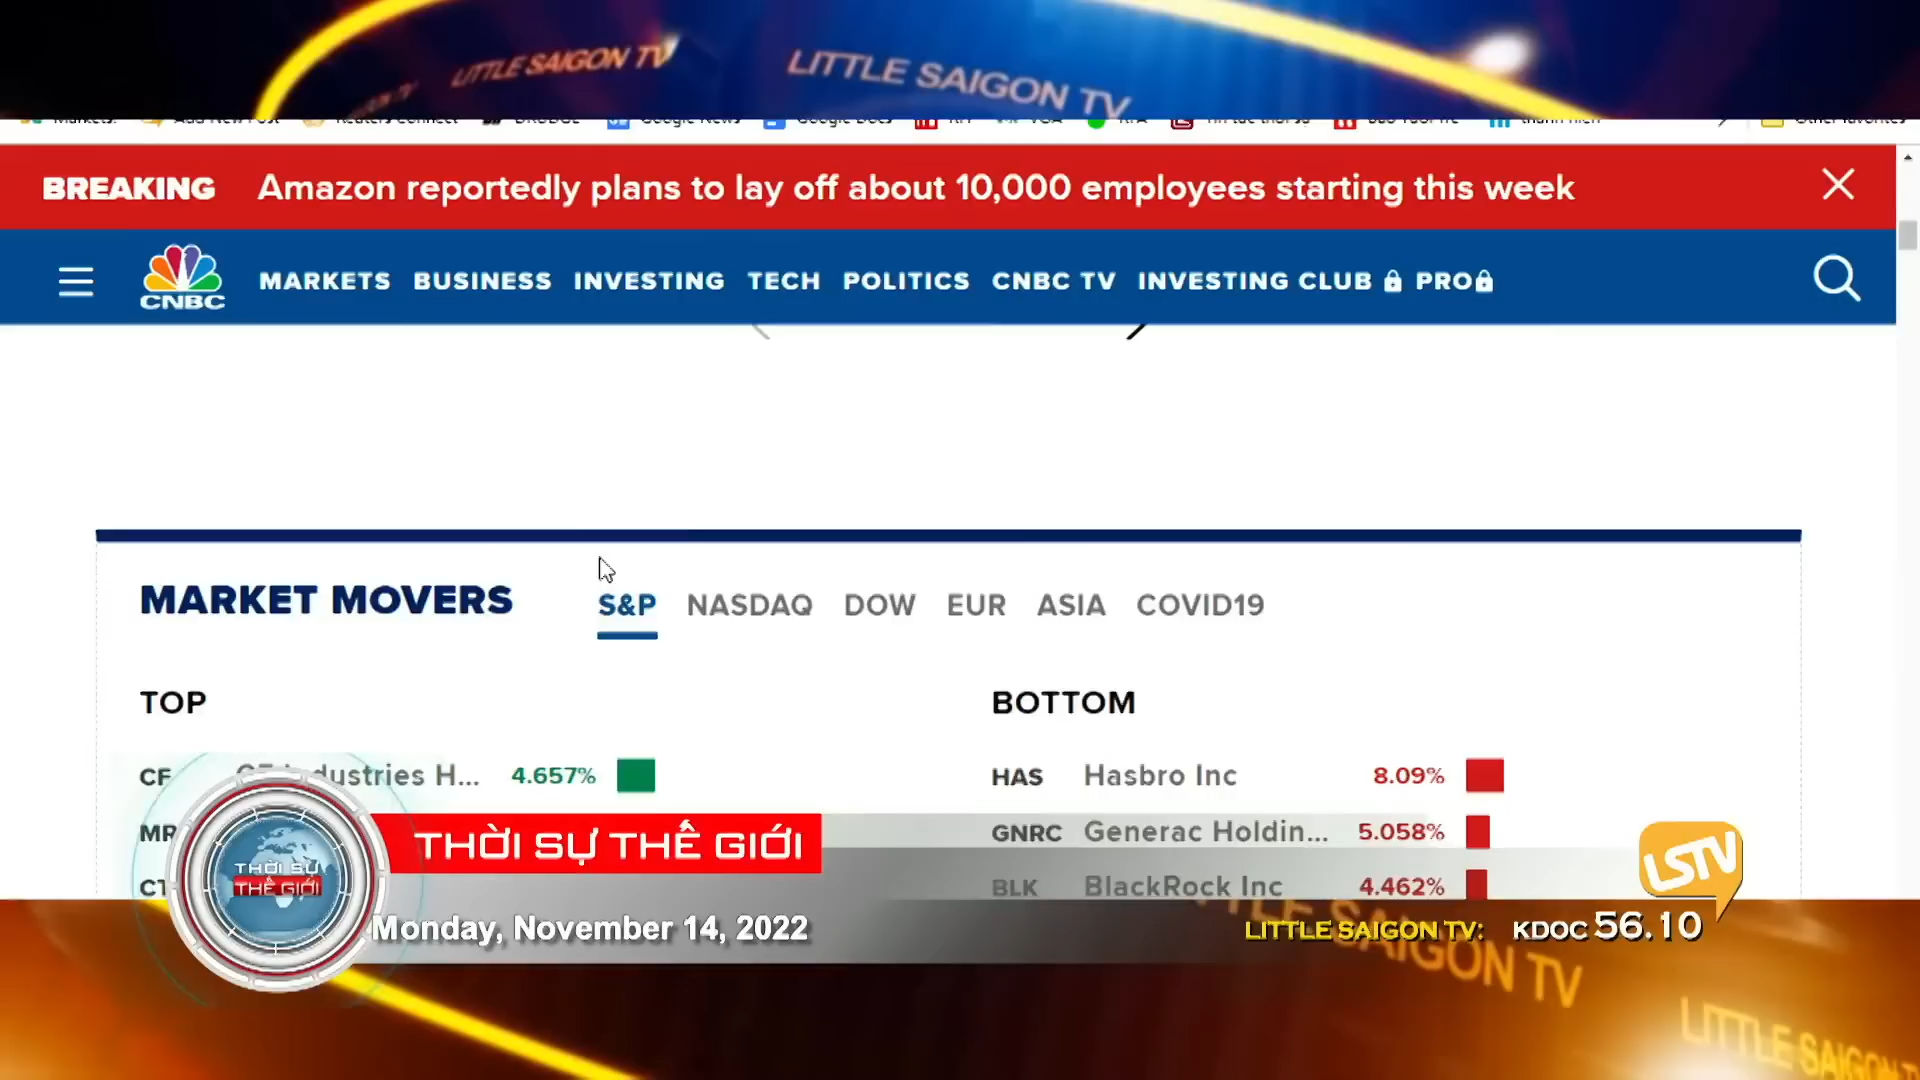 LITTLE SAIGON TV
LITTLE SAIGON TV
BREAKING Amazon reportedly plans to lay off about 10,000 employees starting this week
CNBC MARKETS BUSINESS INVESTING TECH POLITICS CNBC TV INVESTING CLUB PRO
MARKET MOVERS S&P NASDAQ DOW EUR ASIA COVID19
TOP BOTTOM
CF Industries H... 4.657% HAS Hasbro Inc 8.09%
GNRC Generac Holdin... 5.058%
BLK BlackRock Inc 4.462%
THỜI SỰ THẾ GIỚI
THỜI SỰ
THẾ GIỚI
LSTV
Monday, November 14, 2022
LITTLE SAIGON TV: KDOC 56.10
SAIGON TV
LITTLE SAIGON TV